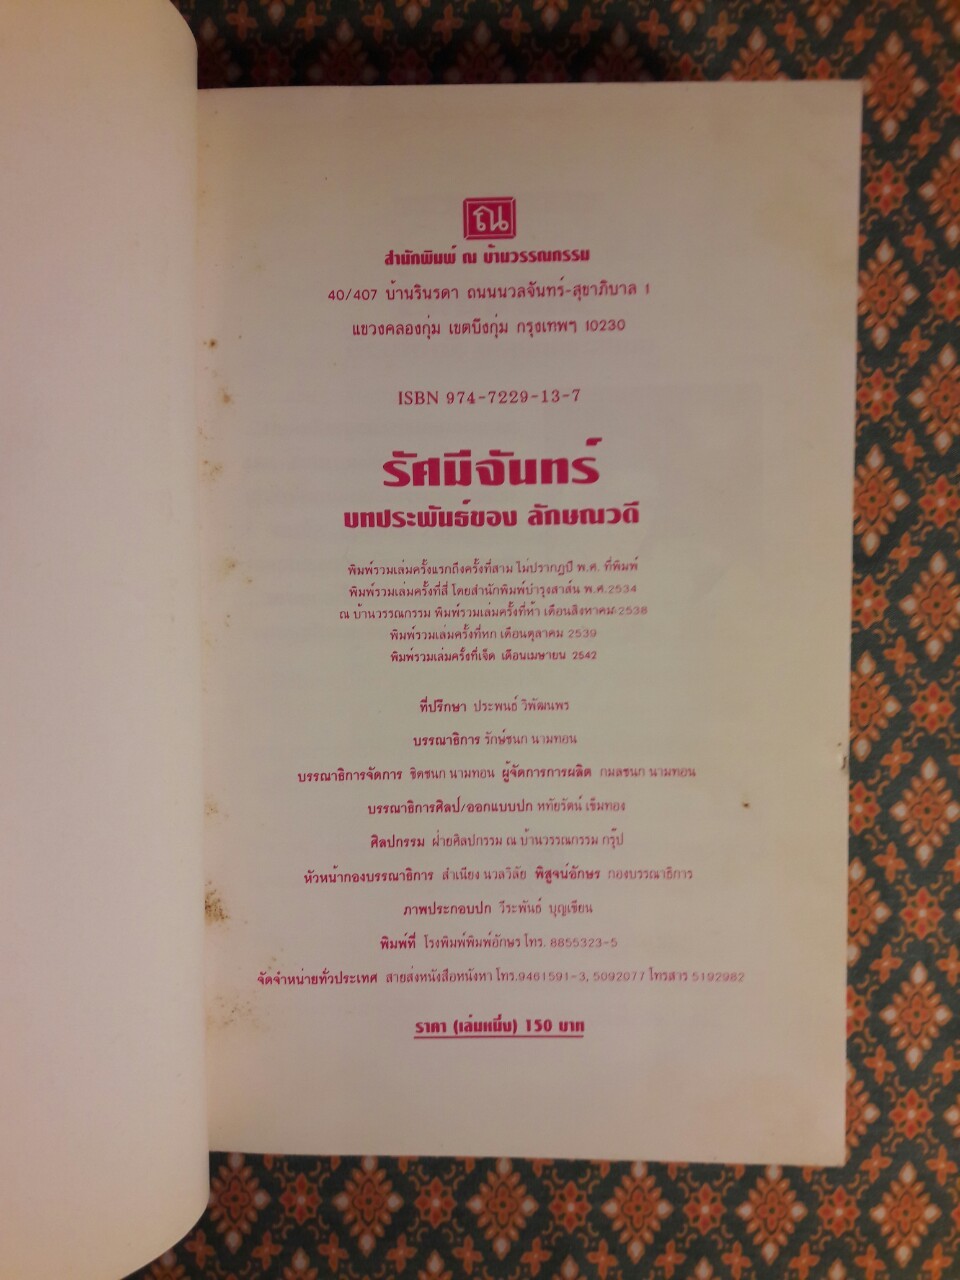 ณ
สำนักพิมพ์ ณ บ้านวรรณกรรม
40/407 บ้านรินรดา ถนนนวลจันทร์-สุขาภิบาล 1
แขวงคลองกุ่ม เขตบึงกุ่ม กรุงเทพๆ 10230
ISBN 974-7229-13-7
รัศมีจันทร์
บทประพันธ์ของ ลักษณวดี
พิมพ์รวมเล่มครั้งแรกถึงครั้งที่สาม ไม่ปรากฏปี พ.ศ. ที่พิมพ์
พิมพ์รวมเล่มครั้งที่สี่ โดยสำนักพิมพ์บำรุงสาส์น พ.ศ.2534
ณ บ้านวรรณกรรม พิมพ์รวมเล่มครั้งที่ห้า เดือนสิงหาคม 2538
พิมพ์รวมเล่มครั้งที่หก เดือนตุลาคม 2539
พิมพ์รวมเล่มครั้งที่เจ็ด เดือนเมษายน 2542
ที่ปรึกษา ประพนธ์ วิพัฒนพร
บรรณาธิการ รักษ์ชนก นามทอน
บรรณาธิการจัดการ ชิตชนก นามทอน ผู้จัดการการผลิต กมลชนก นามทอน
บรรณาธิการศิลป/ออกแบบปก หทัยรัตน์ เข็มทอง
ศิลปกรรม ฝ่ายศิลปกรรม ณ บ้านวรรณกรรม กรุ๊ป
หัวหน้ากองบรรณาธิการ สำเนียง นวลวิลัย พิสูจน์อักษร กองบรรณาธิการ
ภาพประกอบปก วีระพันธ์ บุญเขียน
พิมพ์ที่ โรงพิมพ์พิมพ์อักษร โทร. 8855323-5
จัดจำหน่ายทั่วประเทศ สายส่งหนังสือหนังหา โทร.9461591-3, 5092077 โทรสาร 5192982
ราคา (เล่มหนึ่ง) 150 บาท